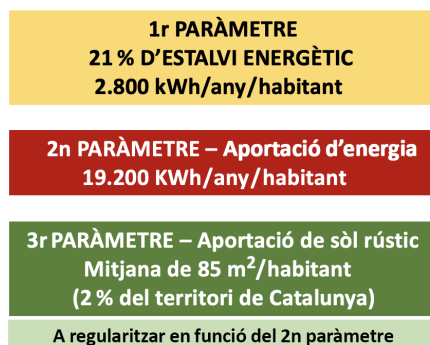 1r PARÀMETRE
21 % D’ESTALVI ENERGÈTIC
2.800 kWh/any/habitant
2n PARÀMETRE – Aportació d’energia
19.200 KWh/any/habitant
3r PARÀMETRE – Aportació de sòl rústic
Mitjana de 85 m²/habitant
(2 % del territori de Catalunya)
A regularitzar en funció del 2n paràmetre